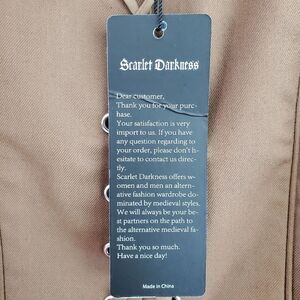 Scarlet Darkness
Dear customer,
Thank you for your purc-
hase.
Your satisfaction is very
import to us. If you have
any question regarding to
your order, please don't h-
esitate to contact us direc-
tly.
Scarlet Darkness offers w-
omen and men an altern-
ative fashion wardrobe do-
minated by medieval styles.
We will always be your be-
st partners on the path to
the alternative medieval fa-
shion.
Thank you so much.
Have a nice day!
Made in China